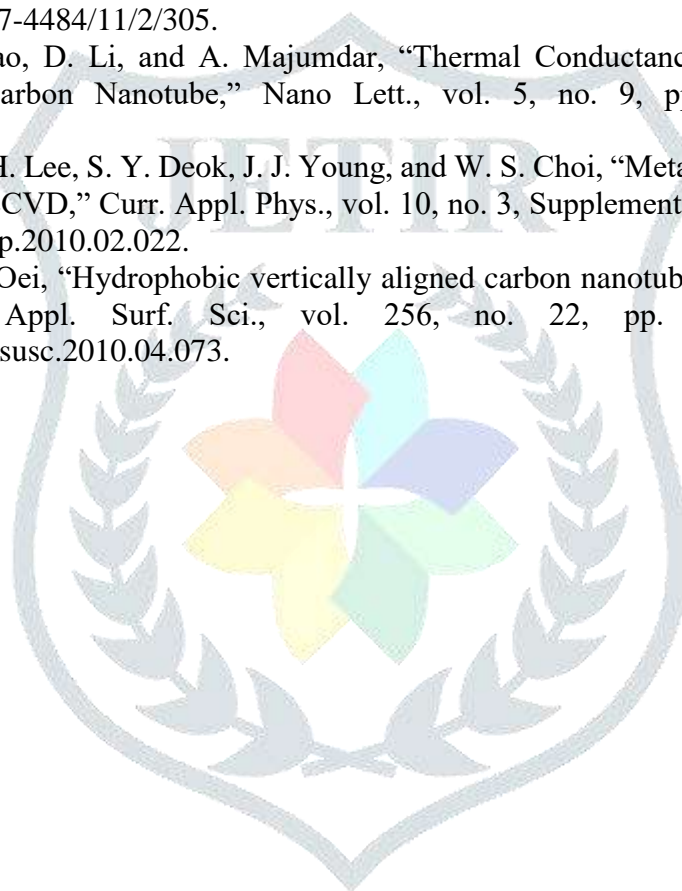 7-4484/11/2/305.
ao, D. Li, and A. Majumdar, “Thermal Conductanc
arbon Nanotube,” Nano Lett., vol. 5, no. 9, p
H. Lee, S. Y. Deok, J. J. Young, and W. S. Choi, “Meta
CVD,” Curr. Appl. Phys., vol. 10, no. 3, Supplement
p.2010.02.022.
Oei, “Hydrophobic vertically aligned carbon nanotub
Appl. Surf. Sci., vol. 256, no. 22, pp.
susc.2010.04.073.
JETIR